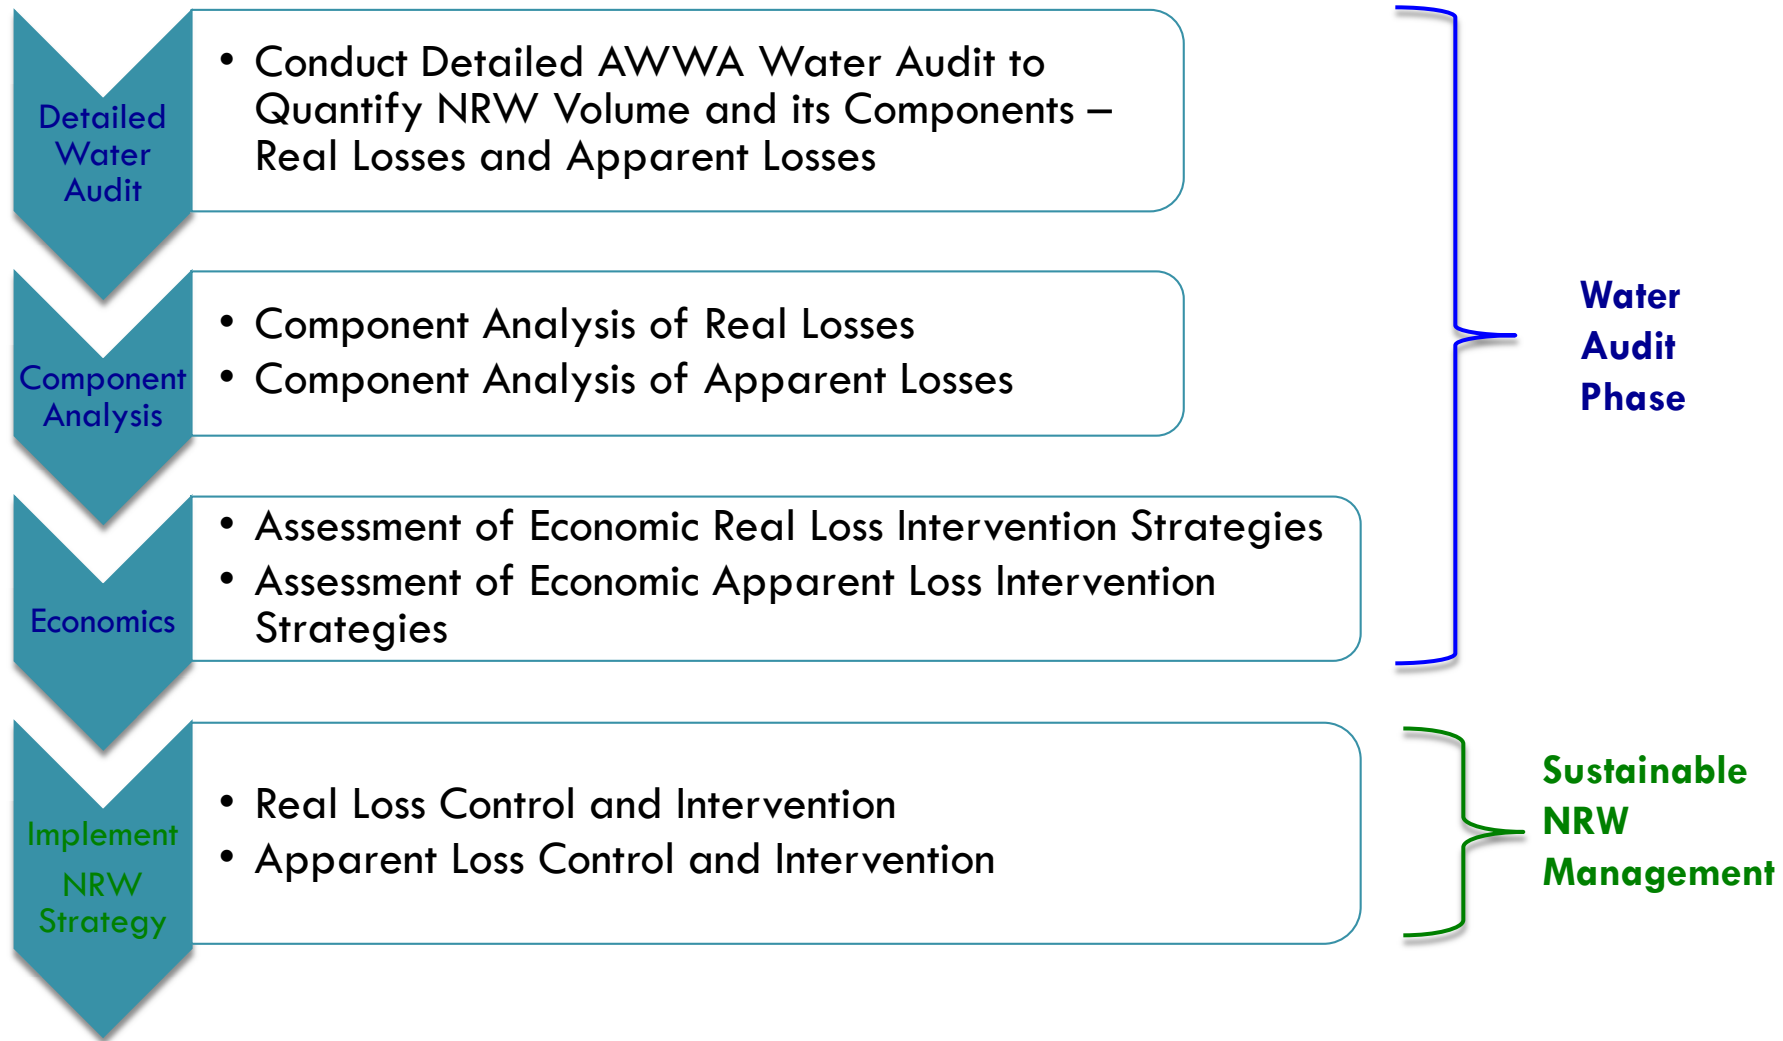 Detailed
Water
Audit
• Conduct Detailed AWWA Water Audit to
Quantify NRW Volume and its Components –
Real Losses and Apparent Losses
Component
Analysis
• Component Analysis of Real Losses
• Component Analysis of Apparent Losses
Economics
• Assessment of Economic Real Loss Intervention Strategies
• Assessment of Economic Apparent Loss Intervention
Strategies
Water
Audit
Phase
Implement
NRW
Strategy
• Real Loss Control and Intervention
• Apparent Loss Control and Intervention
Sustainable
NRW
Management